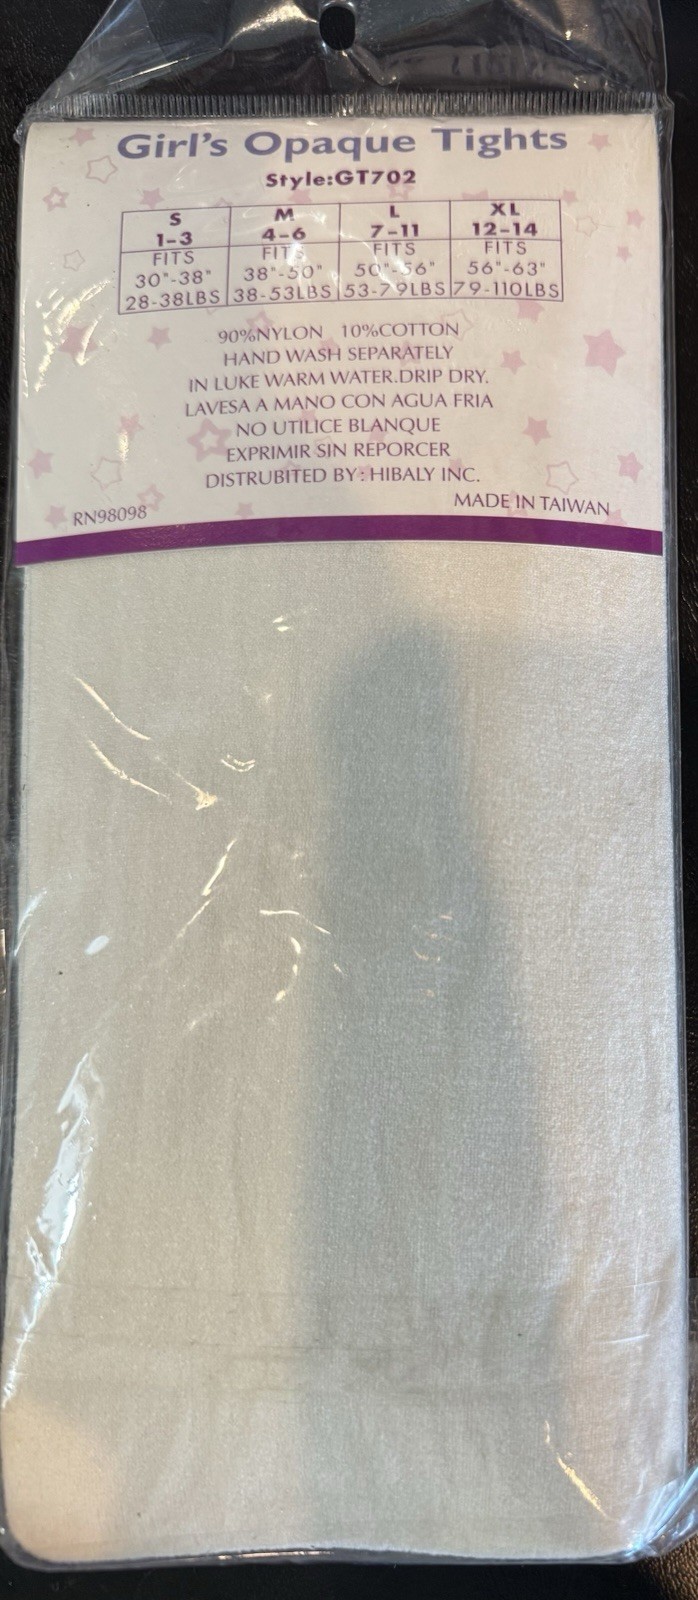 Girl's Opaque Tights
Style:GT702
S M L XL
1-3 4-6 7-11 12-14
FITS FITS FITS FITS
30"-38" 38"-50" 50"-56" 56"-63"
28-38LBS 38-53LBS 53-79LBS 79-110LBS
90%NYLON 10%COTTON
HAND WASH SEPARATELY
IN LUKE WARM WATER.DRIP DRY.
LAVESA A MANO CON AGUA FRIA
NO UTILICE BLANQUE
EXPRIMIR SIN REPORCER
DISTRUBITED BY: HIBALY INC.
RN98098 MADE IN TAIWAN